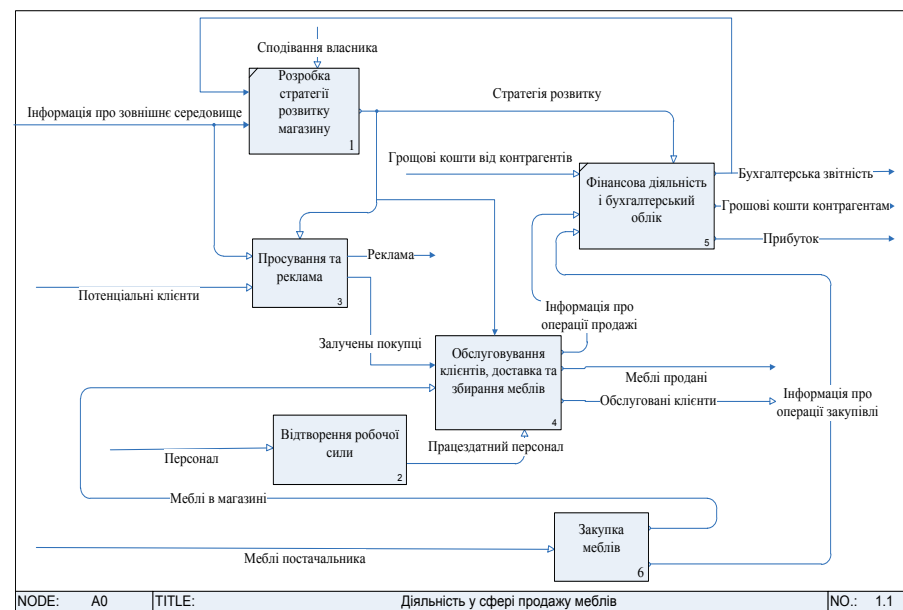 Сподівання власника
Розробка
стратегії
розвитку
магазину
1
Інформація про зовнішнє середовище
Стратегія розвитку
Грощові кошти від контрагентів
Фінансова діяльність
і бухгалтерський
облік
5
Бухгалтерська звітність
Грошові кошти контрагентам
Прибуток
Просування та
реклама
3
Реклама
Потенціальні клієнти
Інформація про
операції продажі
Залучены покупці
Обслуговування
клієнтів, доставка та
збирання меблів
4
Меблі продані
Обслуговані клієнти
Інформація про
операції закупівлі
Відтворення робочої
сили
2
Персонал
Працездатний персонал
Меблі в магазині
Закупка
меблів
6
Меблі постачальника
NODE: A0 TITLE: Діяльність у сфері продажу меблів NO.: 1.1